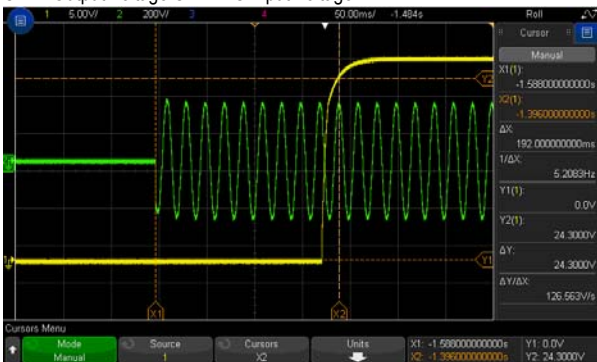 1 5.00V/ 2 200V/ 3 4 50.00ms/ -1.484s Roll
Cursor
Manual
X1(1):
-1.588000000000s
X2(1):
-1.396000000000s
ΔX:
192.000000000ms
1/ΔX:
5.2083Hz
Y1(1):
0.0V
Y2(1):
24.3000V
ΔY:
24.3000V
ΔY/ΔX:
126.563V/s
Y2
Y1
X1 X2
Cursors Menu
Mode Source Cursors Units
Manual 1 X2
X1: -1.588000000000s Y1: 0.0V
X2: -1.396000000000s Y2: 24.3000V